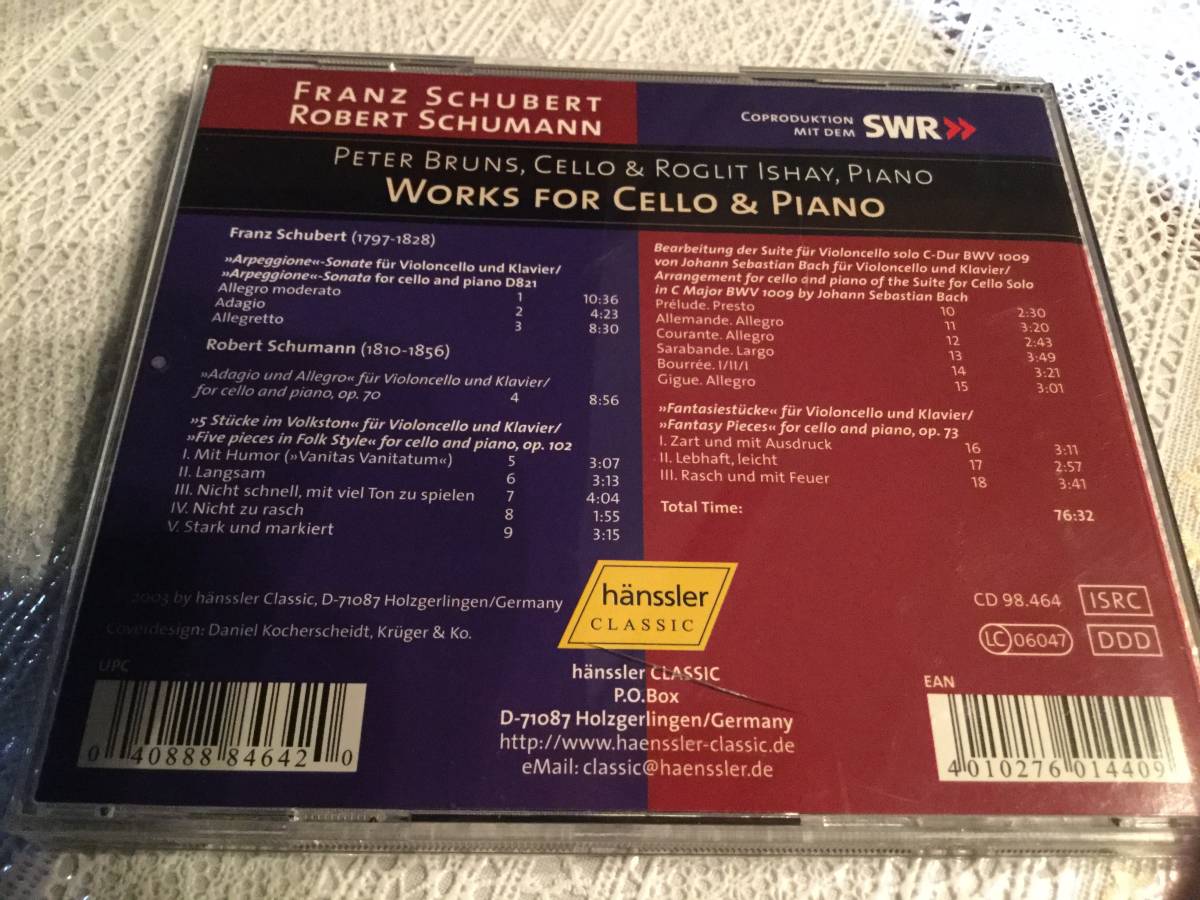 FRANZ SCHUBERT
ROBERT SCHUMANN
COPRODUKTION
MIT DEM SWR
PETER BRUNS, CELLO & ROGLIT ISHAY, PIANO
WORKS FOR CELLO & PIANO
Franz Schubert (1797-1828)
»Arpeggione«-Sonate für Violoncello und Klavier/
»Arpeggione«-Sonata for cello and piano D821
Allegro moderato 1 10:36
Adagio 2 4:23
Allegretto 3 8:30
Robert Schumann (1810-1856)
»Adagio und Allegro« für Violoncello und Klavier/
for cello and piano, op. 70 4 8:56
»5 Stücke im Volkston« für Violoncello und Klavier/
»Five pieces in Folk Style« for cello and piano, op. 102
I. Mit Humor (»Vanitas Vanitatum«) 5 3:07
II. Langsam 6 3:13
III. Nicht schnell, mit viel Ton zu spielen 7 4:04
IV. Nicht zu rasch 8 1:55
V. Stark und markiert 9 3:15
Bearbeitung der Suite für Violoncello solo C-Dur BWV 1009
von Johann Sebastian Bach für Violoncello und Klavier/
Arrangement for cello and piano of the Suite for Cello Solo
in C Major BWV 1009 by Johann Sebastian Bach
Prélude. Presto 10 2:30
Allemande. Allegro 11 3:20
Courante. Allegro 12 2:43
Sarabande. Largo 13 3:49
Bourrée. I/II/I 14 3:21
Gigue. Allegro 15 3:01
»Fantasiestücke« für Violoncello und Klavier/
»Fantasy Pieces« for cello and piano, op. 73
I. Zart und mit Ausdruck 16 3:11
II. Lebhaft, leicht 17 2:57
III. Rasch und mit Feuer 18 3:41
Total Time: 76:32
2003 by hänssler Classic, D-71087 Holzgerlingen/Germany
Coverdesign: Daniel Kocherscheidt, Krüger & Ko.
hänssler
CLASSIC
CD 98.464 ISRC
LC 06047 DDD
hänssler CLASSIC
P.O.Box
D-71087 Holzgerlingen/Germany
http://www.haenssler-classic.de
eMail: classic@haenssler.de
UPC
0 40888 84642 0
EAN
4 010276 014409